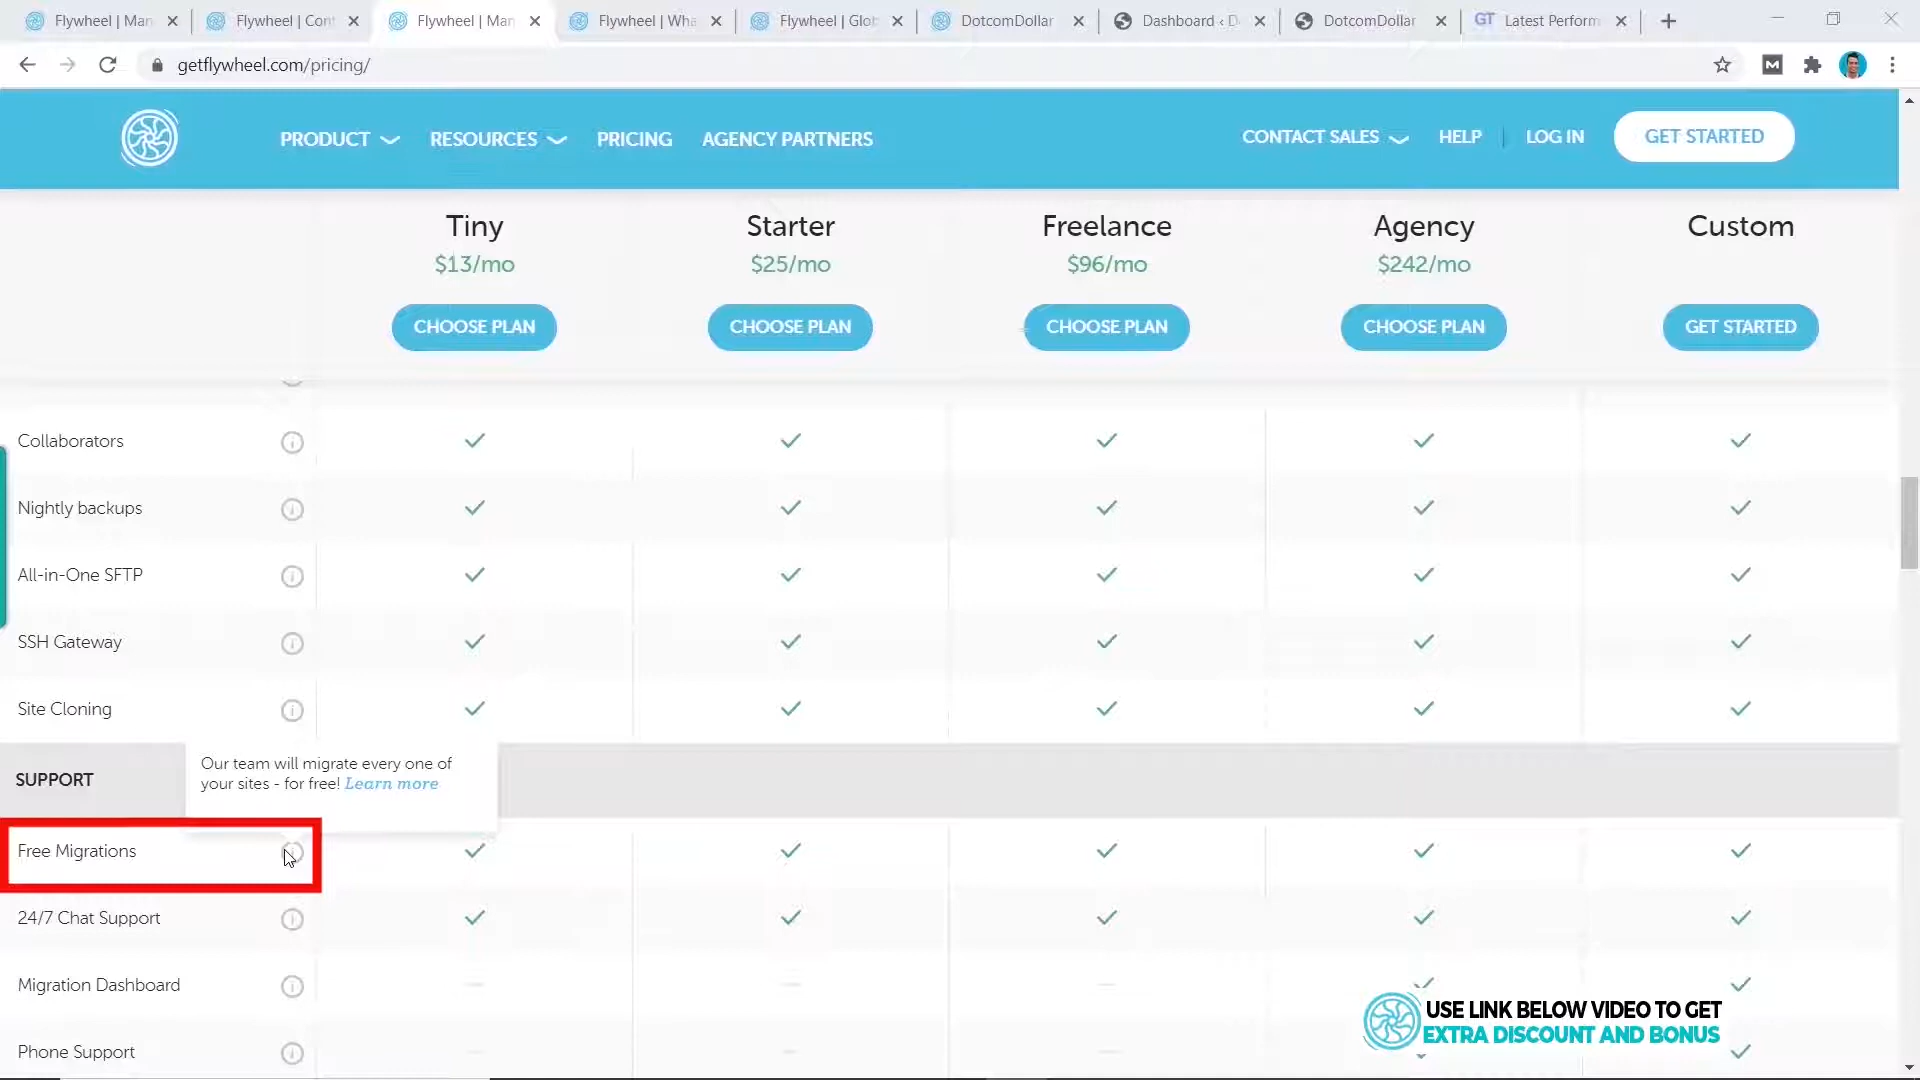 Flywheel | Man
Flywheel | Con
Flywheel | Man
Flywheel | Wha
Flywheel | Glob
DotcomDollar
Dashboard ‹ D
DotcomDollar
GT Latest Perform
getflywheel.com/pricing/
PRODUCT
RESOURCES
PRICING
AGENCY PARTNERS
CONTACT SALES
HELP
LOG IN
GET STARTED
Tiny
Starter
Freelance
Agency
Custom
$13/mo
$25/mo
$96/mo
$242/mo
CHOOSE PLAN
CHOOSE PLAN
CHOOSE PLAN
CHOOSE PLAN
GET STARTED
Collaborators
Nightly backups
All-in-One SFTP
SSH Gateway
Site Cloning
SUPPORT
Our team will migrate every one of
your sites - for free! Learn more
Free Migrations
24/7 Chat Support
Migration Dashboard
Phone Support
USE LINK BELOW VIDEO TO GET
EXTRA DISCOUNT AND BONUS